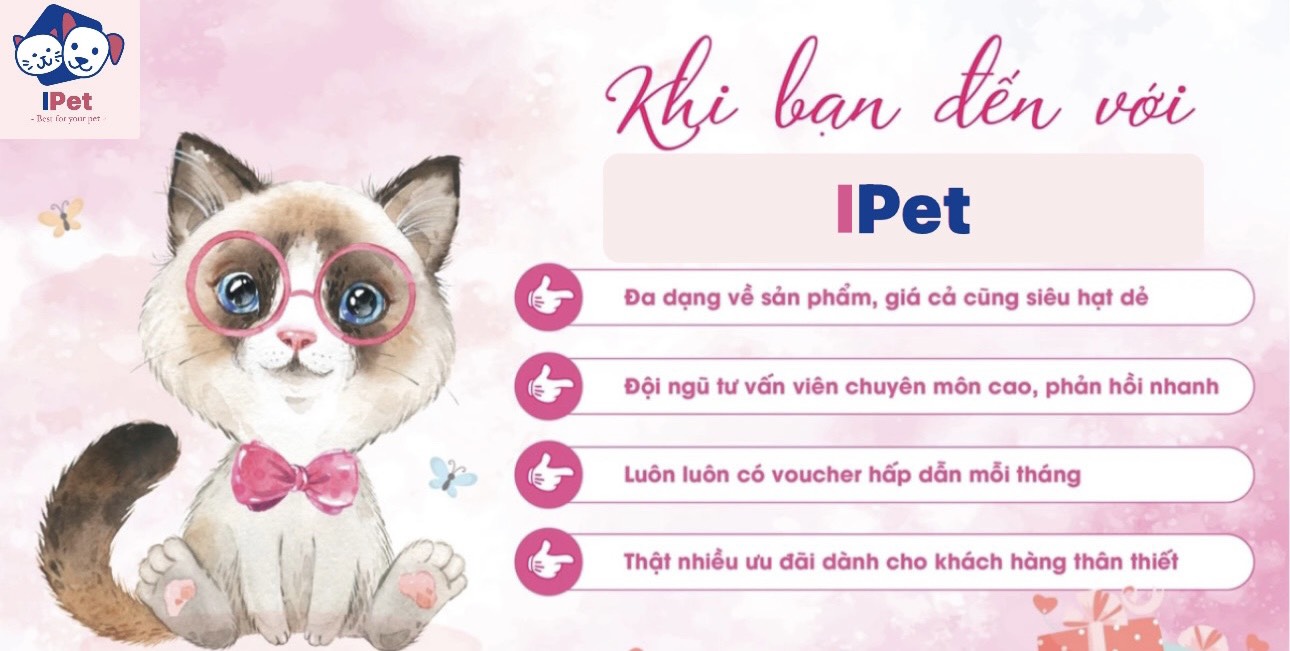 IPet
- Best for your pet -
Khi bạn đến với
IPet
Đa dạng về sản phẩm, giá cả cũng siêu hạt dẻ
Đội ngũ tư vấn viên chuyên môn cao, phản hồi nhanh
Luôn luôn có voucher hấp dẫn mỗi tháng
Thật nhiều ưu đãi dành cho khách hàng thân thiết